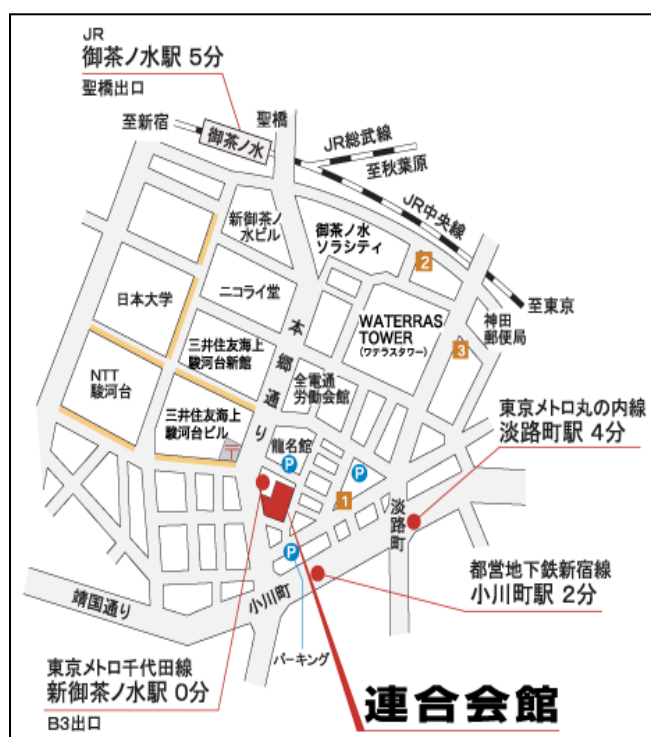 JR
御茶ノ水駅 5分
聖橋出口
至新宿
御茶ノ水
聖橋
JR総武線
至秋葉原
JR中央線
至東京
新御茶ノ
水ビル
御茶ノ水
ソラシティ
2
日本大学
ニコライ堂
本郷通り
WATERRAS
TOWER
(ワテラスタワー)
神田
郵便局
3
三井住友海上
駿河台新館
NTT
駿河台
全電通
労働会館
三井住友海上
駿河台ビル
龍名館
P
P
1
東京メトロ丸の内線
淡路町駅 4分
淡路町
P
都営地下鉄新宿線
小川町駅 2分
靖国通り
小川町
パーキング
東京メトロ千代田線
新御茶ノ水駅 0分
B3出口
連合会館